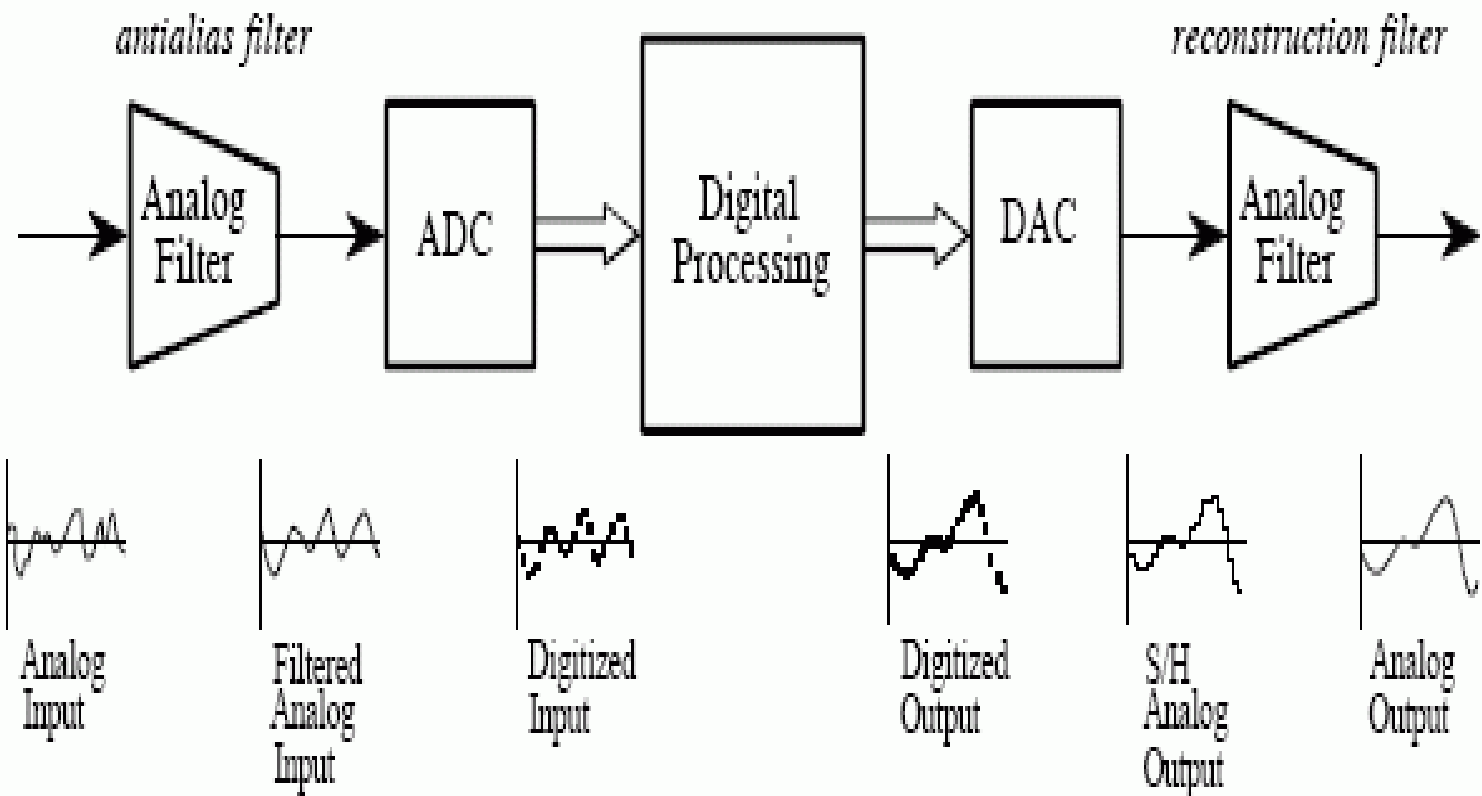 antialias filter
reconstruction filter
Analog
Filter
ADC
Digital
Processing
DAC
Analog
Filter
Analog
Input
Filtered
Analog
Input
Digitized
Input
Digitized
Output
S/H
Analog
Output
Analog
Output